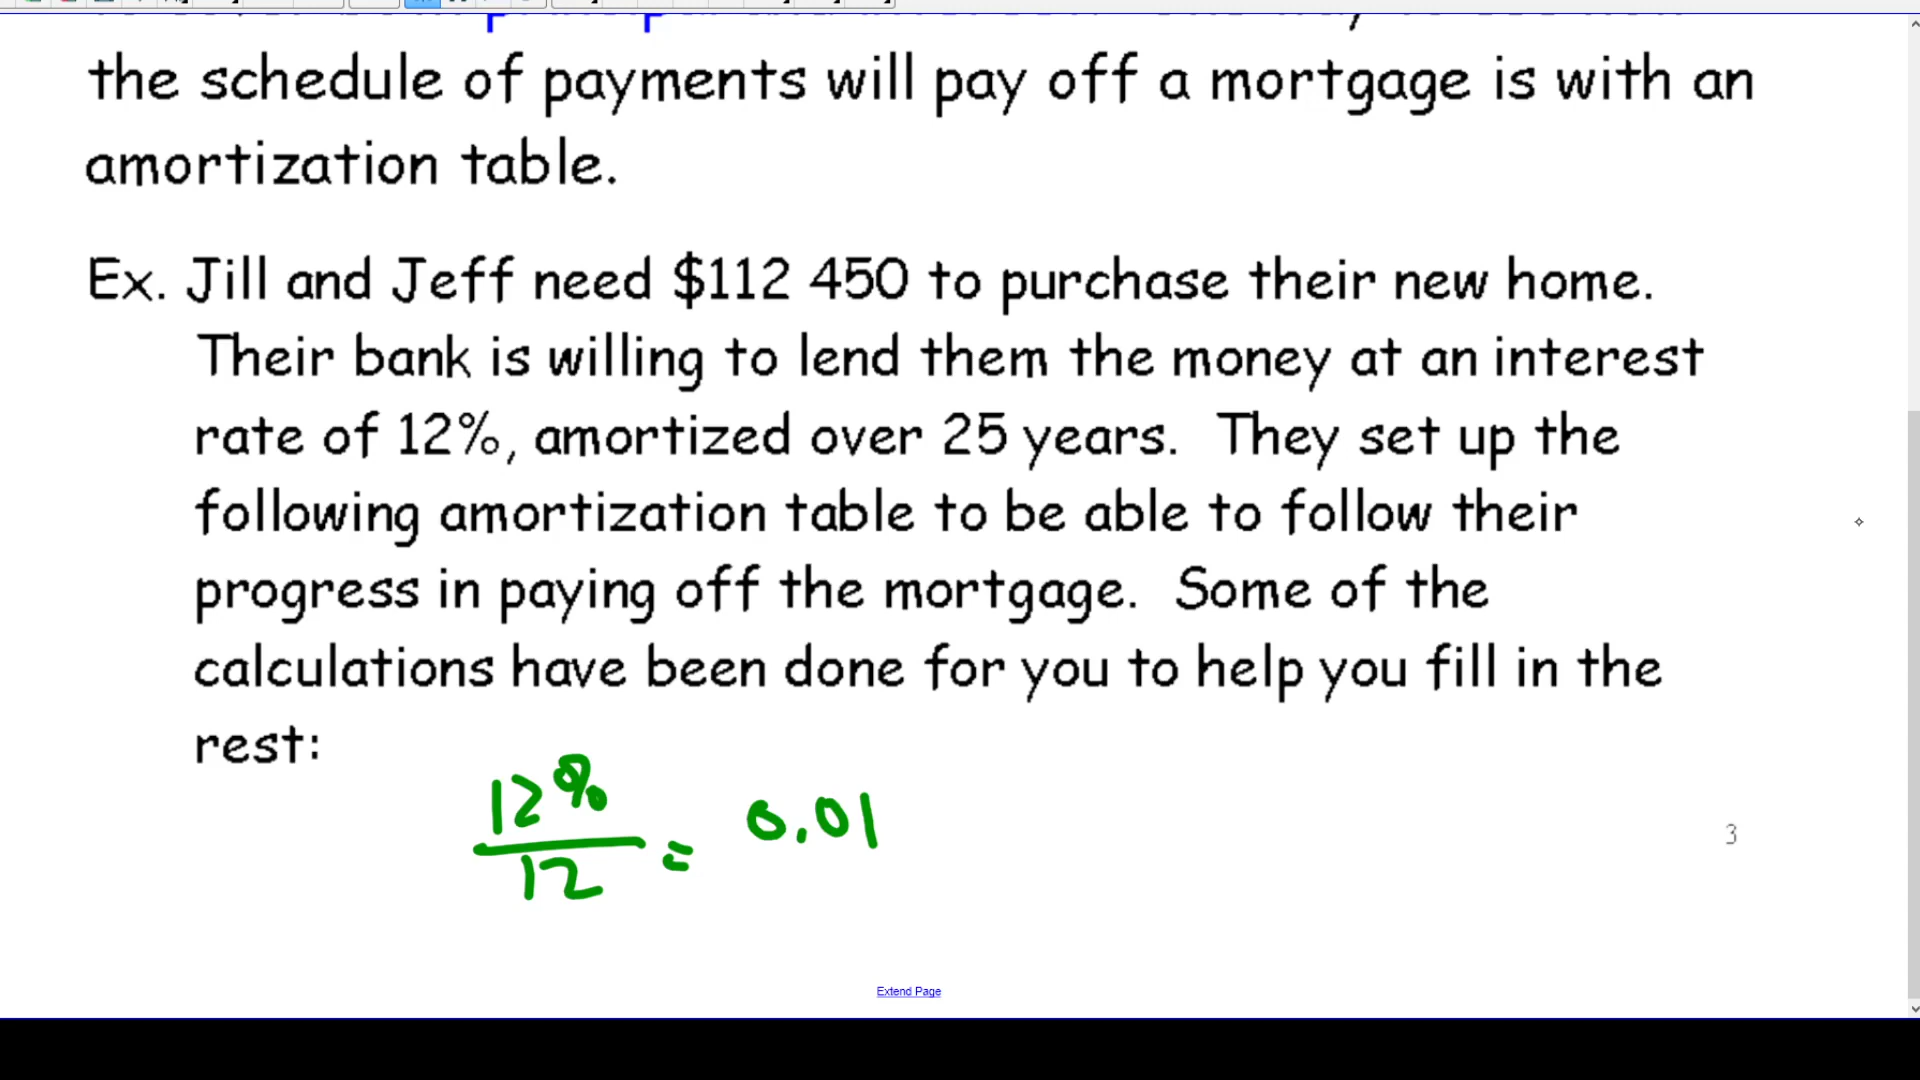 the schedule of payments will pay off a mortgage is with an
amortization table.
Ex. Jill and Jeff need $112 450 to purchase their new home.
Their bank is willing to lend them the money at an interest
rate of 12%, amortized over 25 years. They set up the
following amortization table to be able to follow their
progress in paying off the mortgage. Some of the
calculations have been done for you to help you fill in the
rest:
12%
12
= 0.01
3
Extend Page